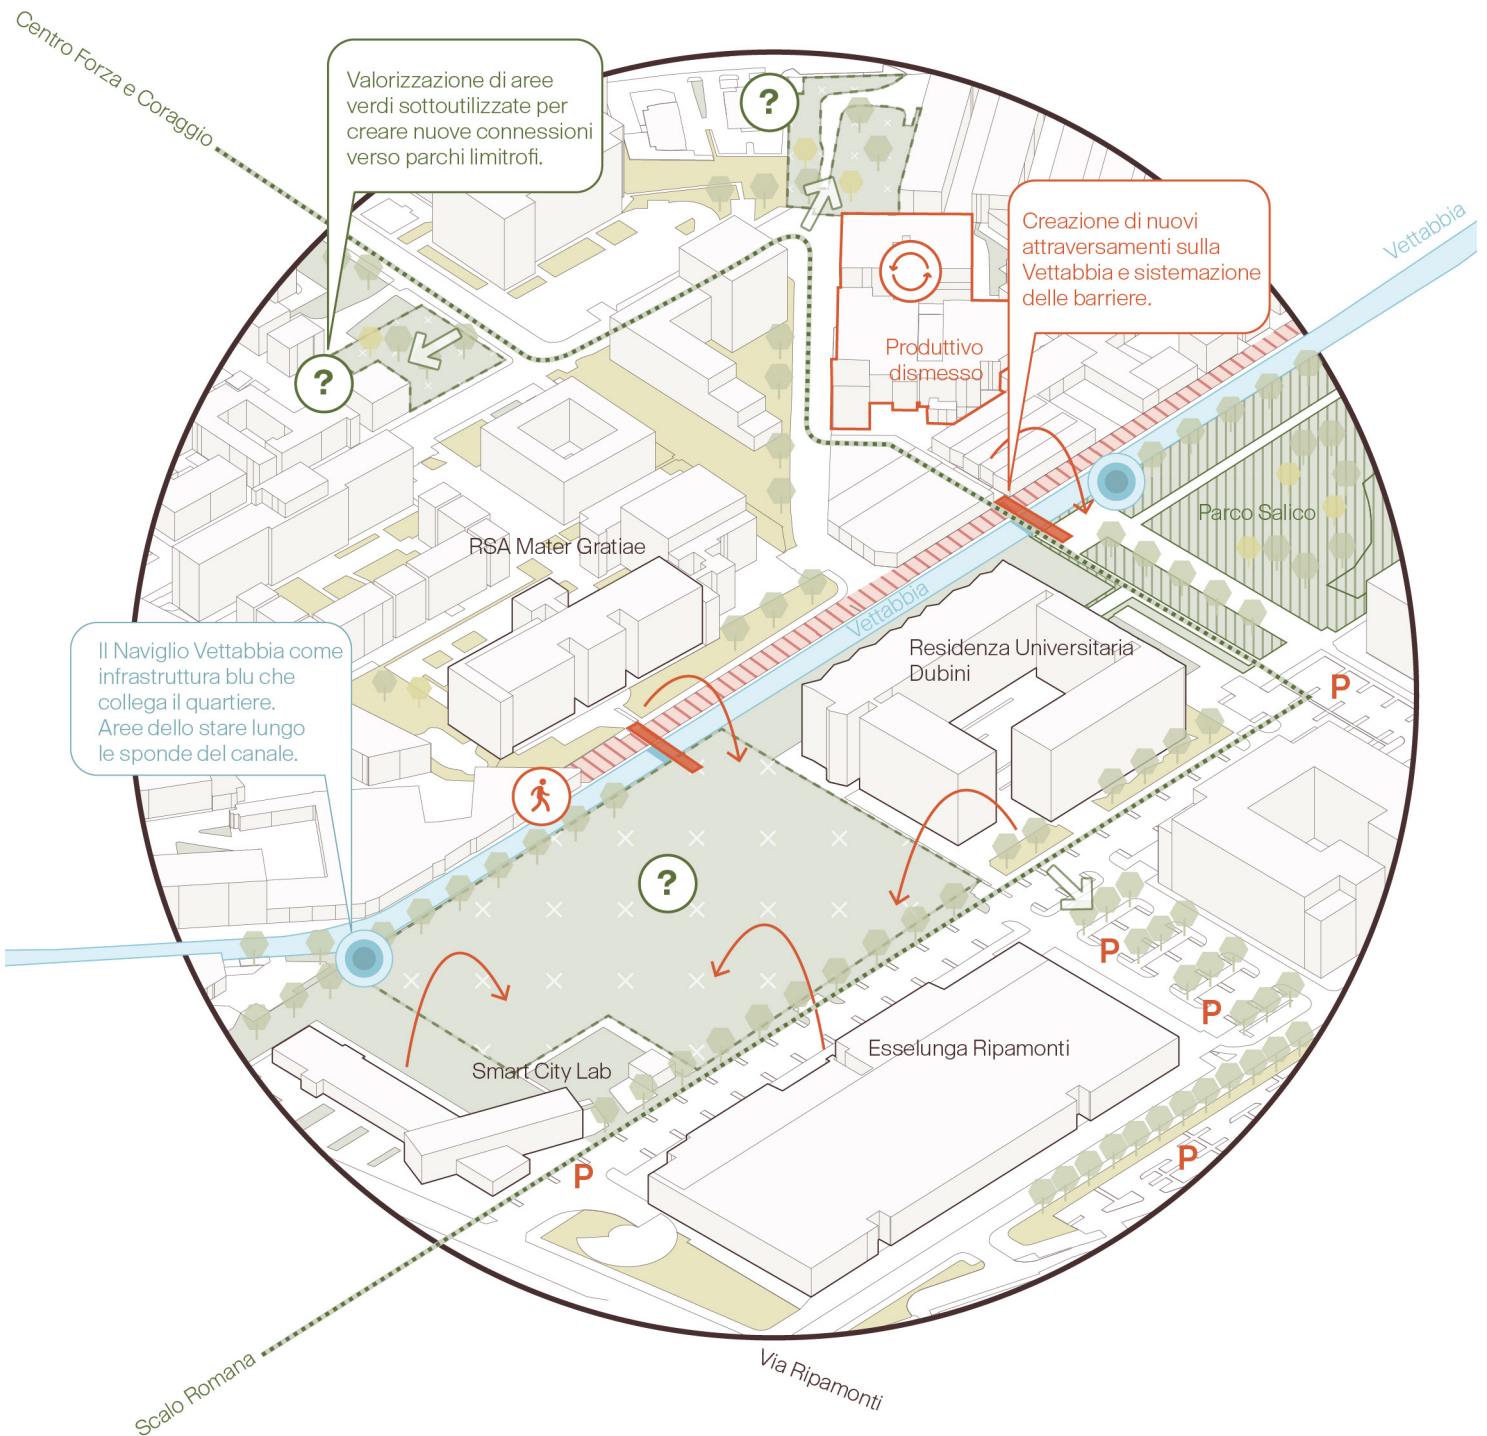 Centro Forza e Coraggio
Valorizzazione di aree
verdi sottoutilizzate per
creare nuove connessioni
verso parchi limitrofi.
?
?
Creazione di nuovi
attraversamenti sulla
Vettabbia e sistemazione
delle barriere.
Vettabbia
Produttivo
dismesso
Parco Salico
RSA Mater Gratiae
Vettabbia
Residenza Universitaria
Dubini
Il Naviglio Vettabbia come
infrastruttura blu che
collega il quartiere.
Aree dello stare lungo
le sponde del canale.
P
?
P
P
Esselunga Ripamonti
Smart City Lab
P
P
Scalo Romana
Via Ripamonti